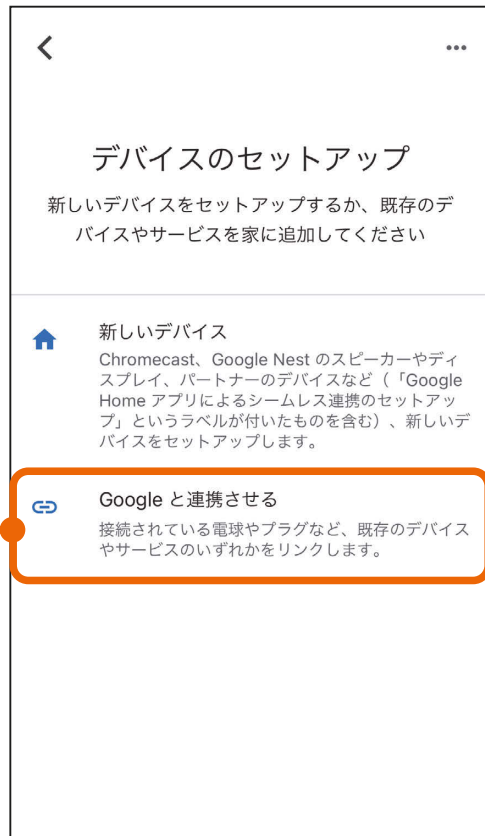 デバイスのセットアップ
新しいデバイスをセットアップするか、既存のデ
バイスやサービスを家に追加してください
新しいデバイス
Chromecast、Google Nest のスピーカーやディ
スプレイ、パートナーのデバイスなど（「Google
Home アプリによるシームレス連携のセットアッ
プ」というラベルが付いたものを含む）、新しいデ
バイスをセットアップします。
Google と連携させる
接続されている電球やプラグなど、既存のデバイス
やサービスのいずれかをリンクします。